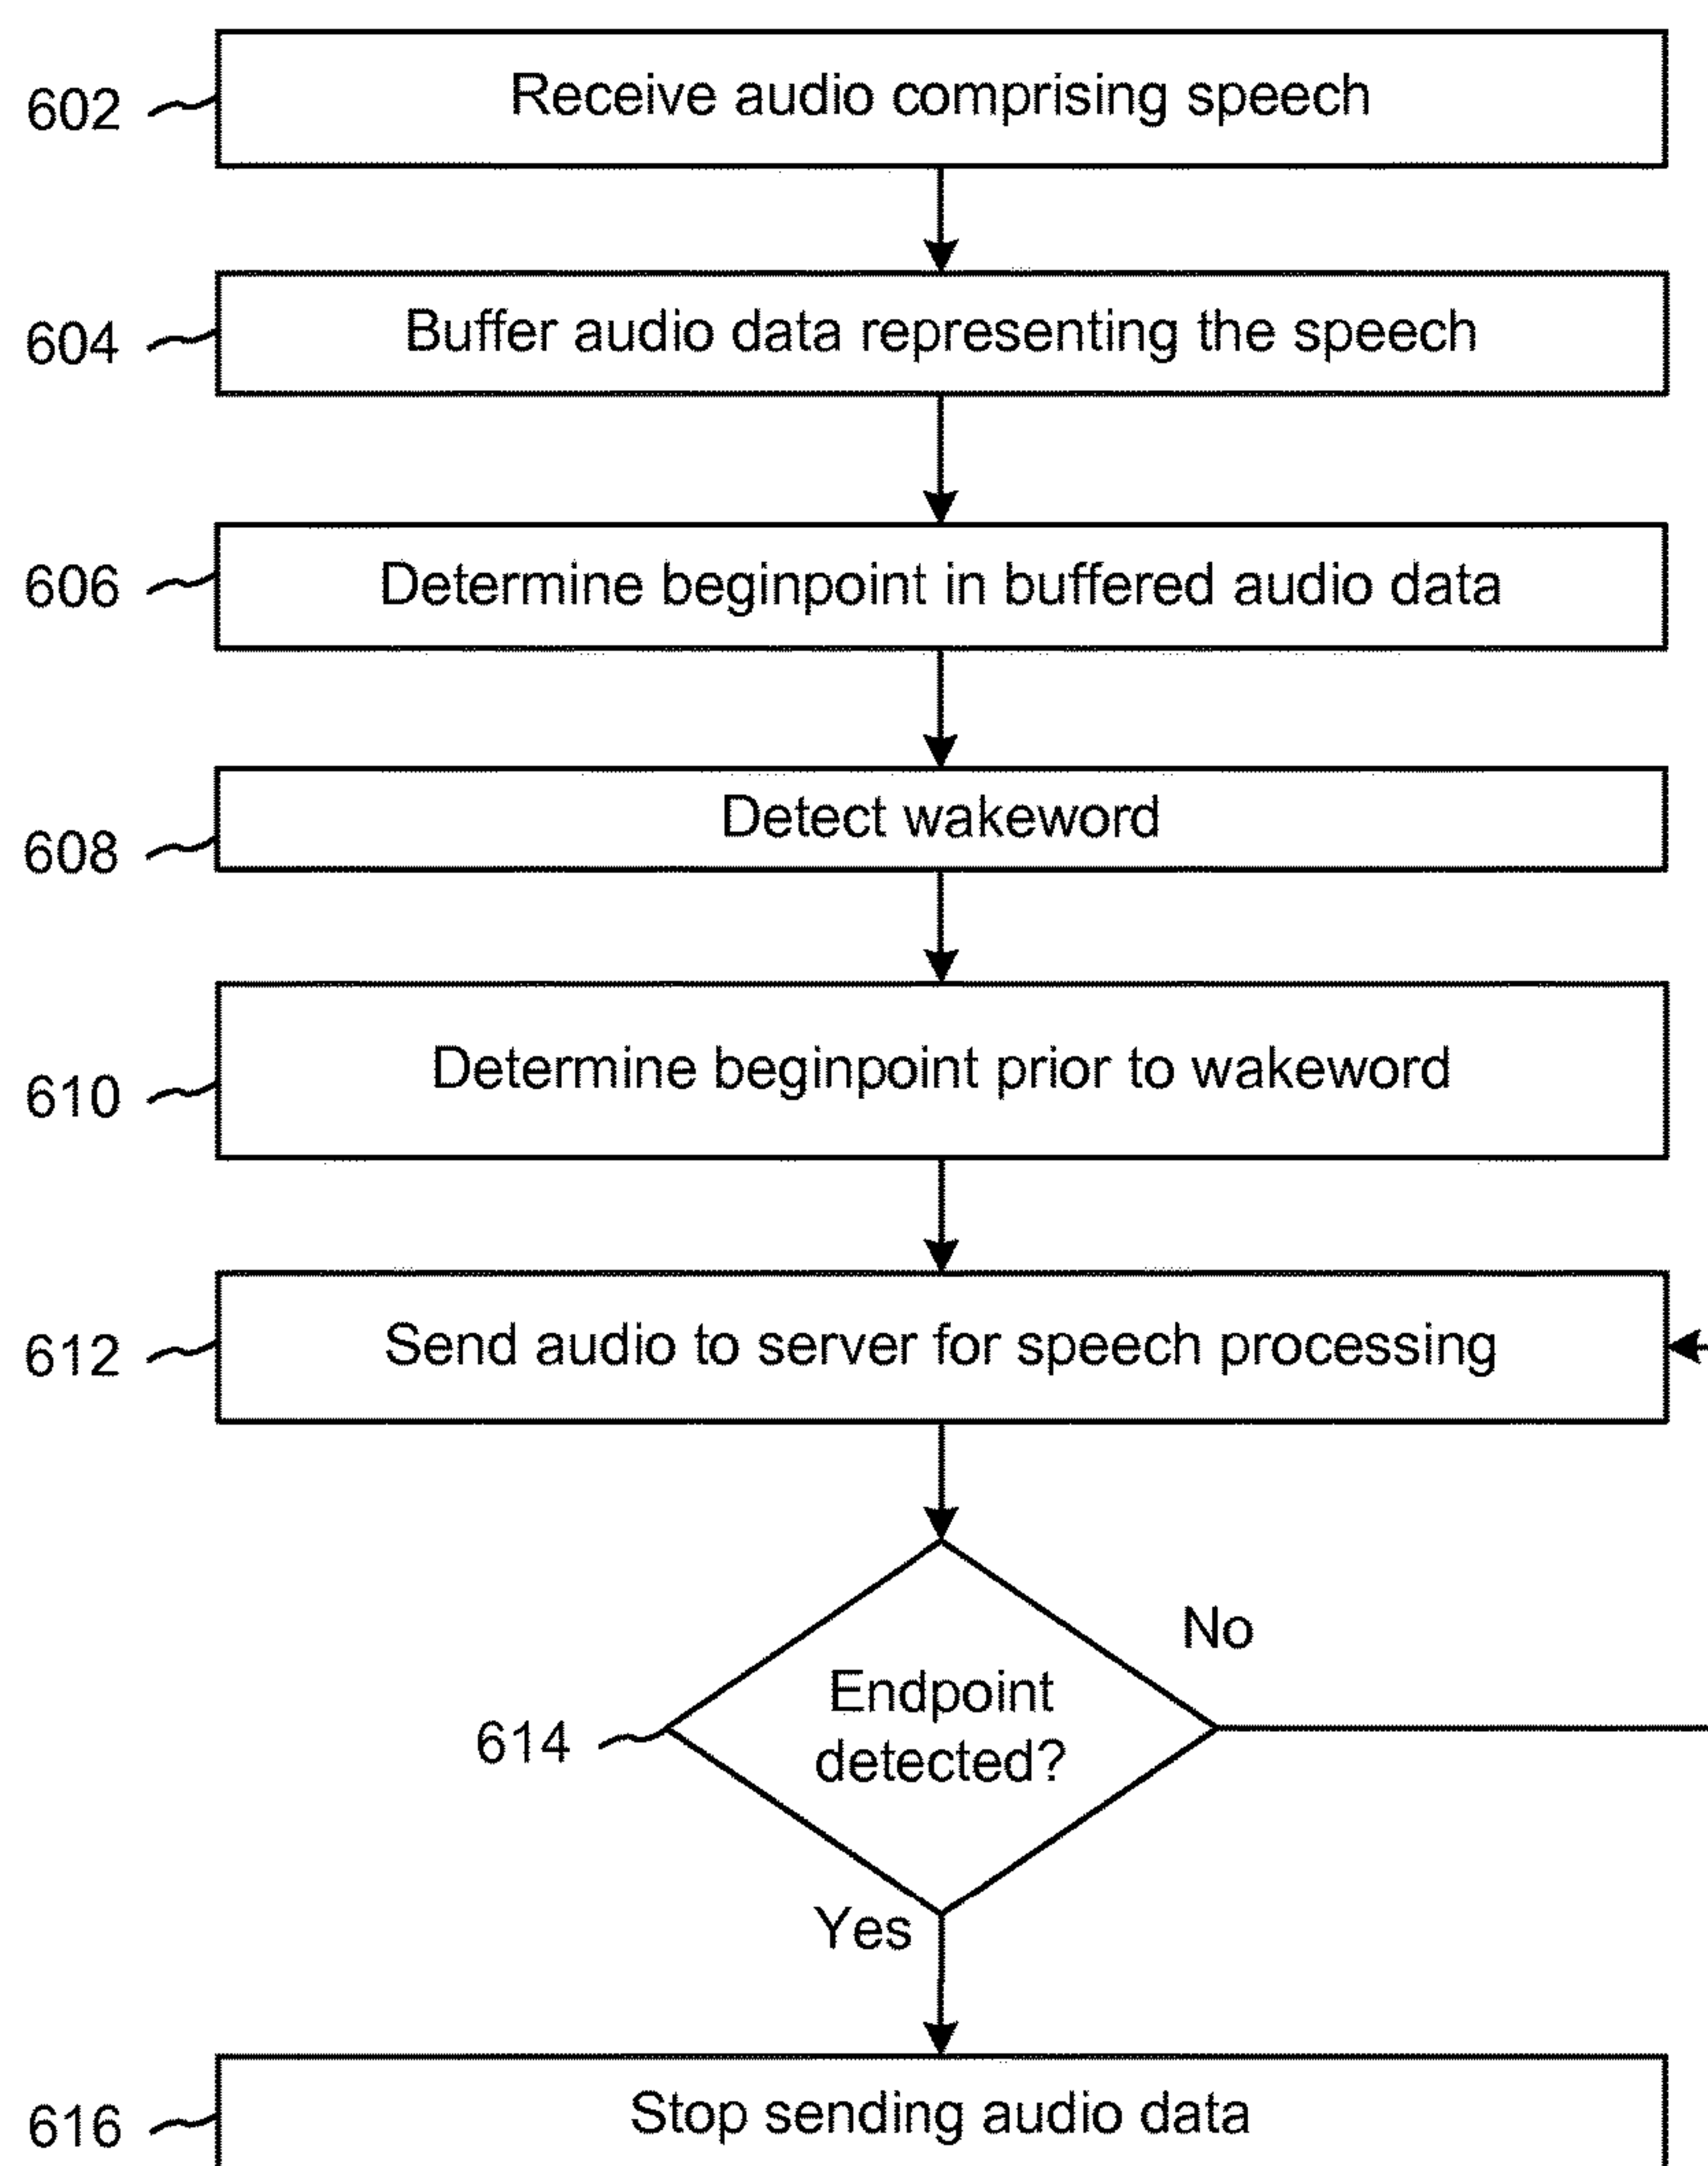 602
Receive audio comprising speech
604
Buffer audio data representing the speech
606
Determine beginpoint in buffered audio data
608
Detect wakeword
610
Determine beginpoint prior to wakeword
612
Send audio to server for speech processing
614
Endpoint
detected?
No
Yes
616
Stop sending audio data